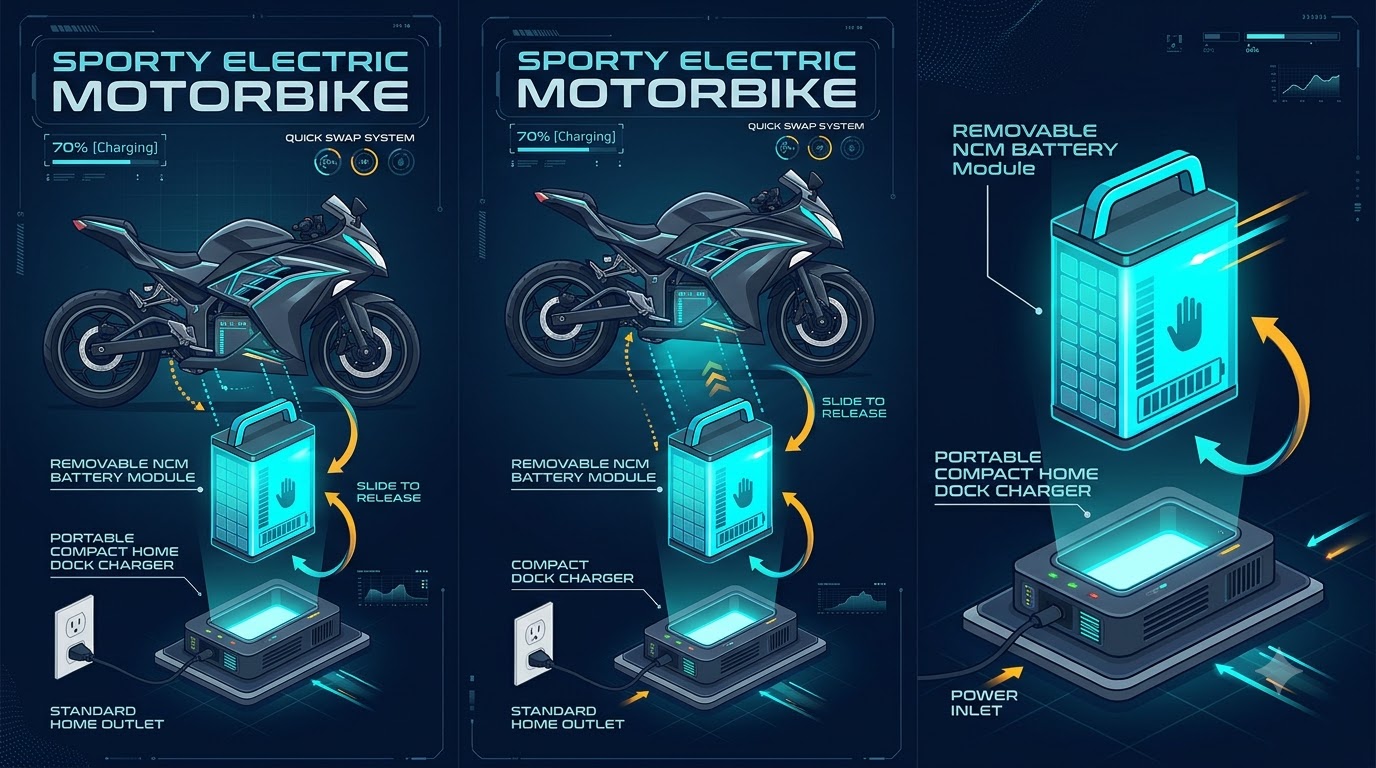 SPORTY ELECTRIC
MOTORBIKE
70% [Charging]
QUICK SWAP SYSTEM
REMOVABLE NCM
BATTERY MODULE
SLIDE TO
RELEASE
PORTABLE
COMPACT HOME
DOCK CHARGER
STANDARD
HOME OUTLET
SPORTY ELECTRIC
MOTORBIKE
70% [Charging]
QUICK SWAP SYSTEM
SLIDE TO
RELEASE
REMOVABLE NCM
BATTERY MODULE
COMPACT
DOCK CHARGER
STANDARD
HOME OUTLET
REMOVABLE
NCM BATTERY
Module
PORTABLE
COMPACT HOME
DOCK CHARGER
POWER
INLET